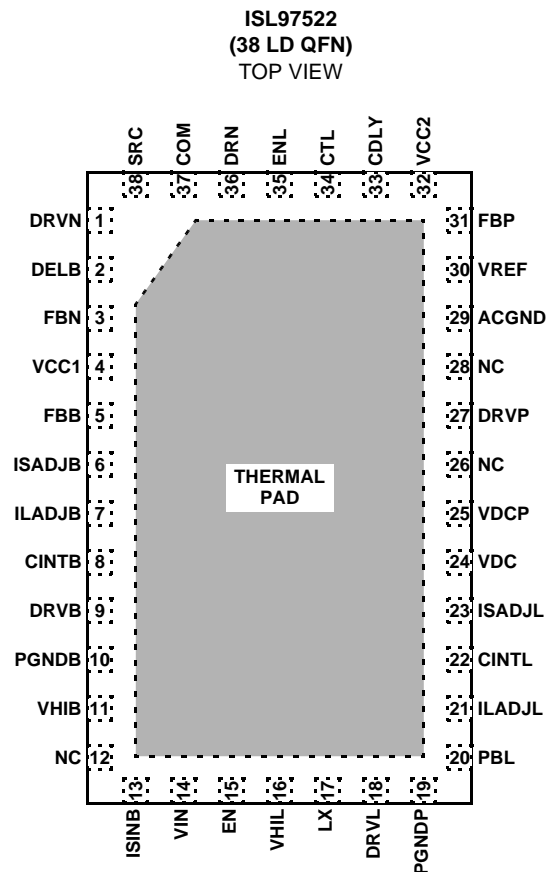 ISL97522
(38 LD QFN)
TOP VIEW
38 SRC
37 COM
36 DRN
35 ENL
34 CTL
33 CDLY
32 VCC2
DRVN 1
DELB 2
FBN 3
VCC1 4
FBB 5
ISADJB 6
ILADJB 7
CINTB 8
DRVB 9
PGNDB 10
VHIB 11
NC 12
THERMAL
PAD
31 FBP
30 VREF
29 ACGND
28 NC
27 DRVP
26 NC
25 VDCP
24 VDC
23 ISADJL
22 CINTL
21 ILADJL
20 PBL
ISINB 13
VIN 14
EN 15
VHIL 16
LX 17
DRVL 18
PGNDP 19